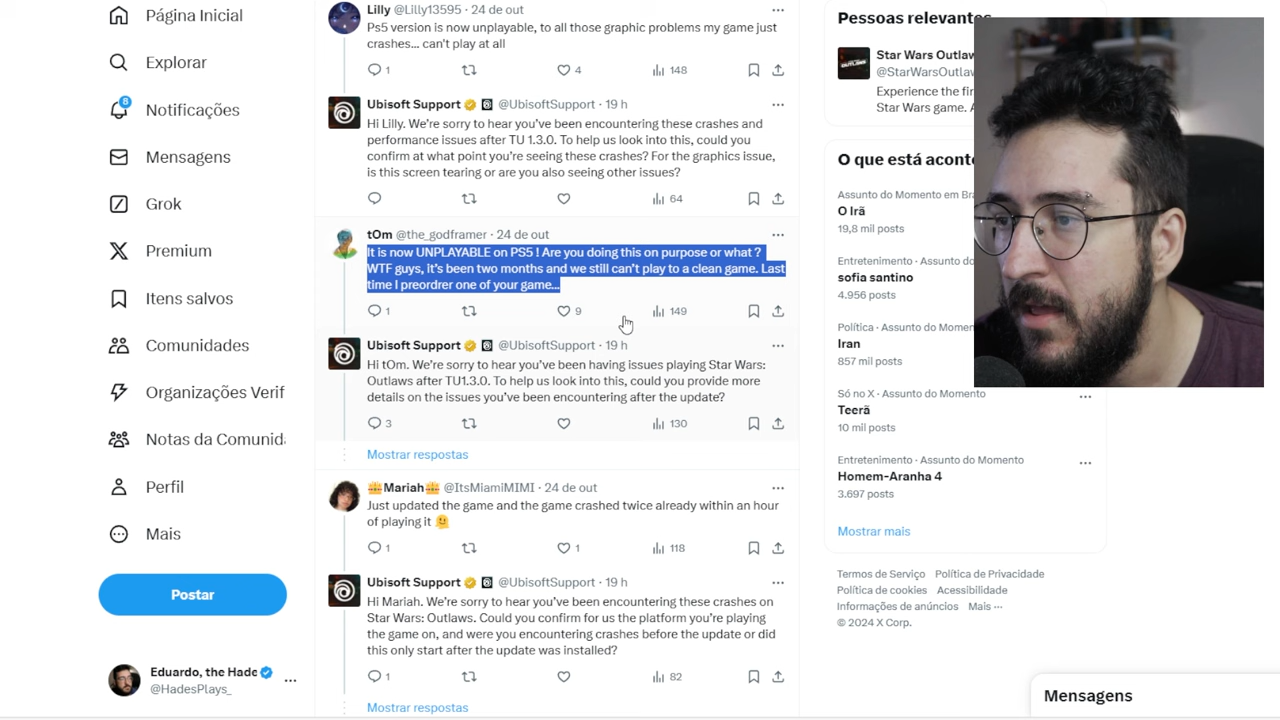 Página Inicial
Explorar
8
Notificações
Mensagens
Grok
Premium
Itens salvos
Comunidades
Organizações Verif
Notas da Comunida
Perfil
Mais
Postar
Eduardo, the Hade
@HadesPlays_
Lilly @Lilly13595 · 24 de out
Ps5 version is now unplayable, to all those graphic problems my game just
crashes... can't play at all
1 4 148
Ubisoft Support @UbisoftSupport · 19 h
Hi Lilly. We're sorry to hear you've been encountering these crashes and
performance issues after TU 1.3.0. To help us look into this, could you
confirm at what point you're seeing these crashes? For the graphics issue,
is this screen tearing or are you also seeing other issues?
64
tOm @the_godframer · 24 de out
It is now UNPLAYABLE on PS5 ! Are you doing this on purpose or what ?
WTF guys, it's been two months and we still can't play to a clean game. Last
time I preordrer one of your game...
1 9 149
Ubisoft Support @UbisoftSupport · 19 h
Hi tOm. We're sorry to hear you've been having issues playing Star Wars:
Outlaws after TU1.3.0. To help us look into this, could you provide more
details on the issues you've been encountering after the update?
3 130
Mostrar respostas
Mariah @ItsMiamiMIMI · 24 de out
Just updated the game and the game crashed twice already within an hour
of playing it
1 1 118
Ubisoft Support @UbisoftSupport · 19 h
Hi Mariah. We're sorry to hear you've been encountering these crashes on
Star Wars: Outlaws. Could you confirm for us the platform you're playing
the game on, and were you encountering crashes before the update or did
this only start after the update was installed?
1 82
Mostrar respostas
Pessoas relevantes
Star Wars Outlaw
@StarWarsOutlaw
Experience the fir
Star Wars game. A
O que está aconte
Assunto do Momento em Bra
O Irã
19,8 mil posts
Entretenimento · Assunto do
sofia santino
4.956 posts
Política · Assunto do Momen
Iran
857 mil posts
Só no X · Assunto do Momento
Teerã
10 mil posts
Entretenimento · Assunto do Momento
Homem-Aranha 4
3.697 posts
Mostrar mais
Termos de Serviço Política de Privacidade
Política de cookies Acessibilidade
Informações de anúncios Mais ···
© 2024 X Corp.
Mensagens